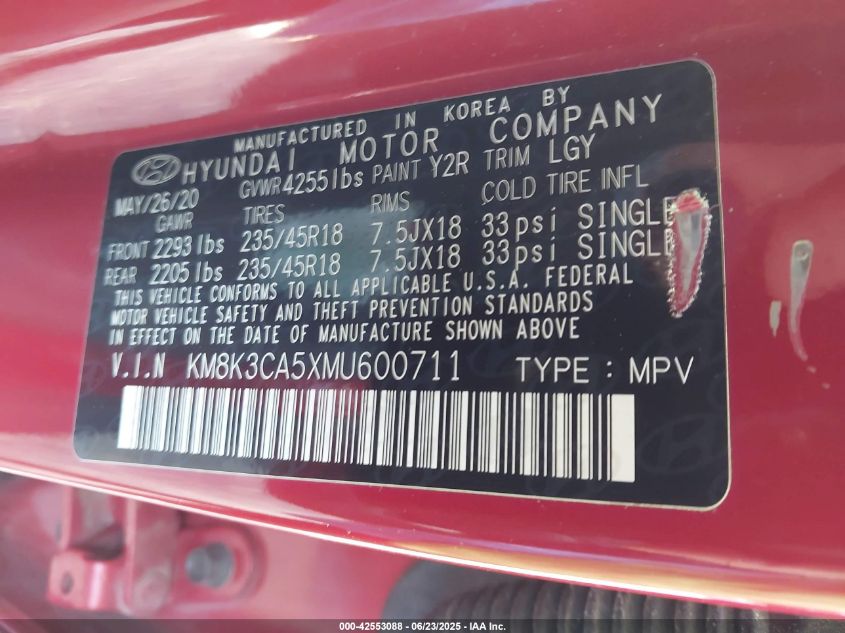 MANUFACTURED IN KOREA BY
HYUNDAI MOTOR COMPANY
MAY/26/20 GVWR 4255lbs PAINT Y2R TRIM LGY
GAWR TIRES RIMS COLD TIRE INFL
FRONT 2293 lbs 235/45R18 7.5JX18 33psi SINGLE
REAR 2205 lbs 235/45R18 7.5JX18 33psi SINGLE
THIS VEHICLE CONFORMS TO ALL APPLICABLE U.S.A. FEDERAL
MOTOR VEHICLE SAFETY AND THEFT PREVENTION STANDARDS
IN EFFECT ON THE DATE OF MANUFACTURE SHOWN ABOVE.
V.I.N KM8K3CA5XMU600711 TYPE : MPV
000-42553088 - 06/23/2025 - IAA Inc.